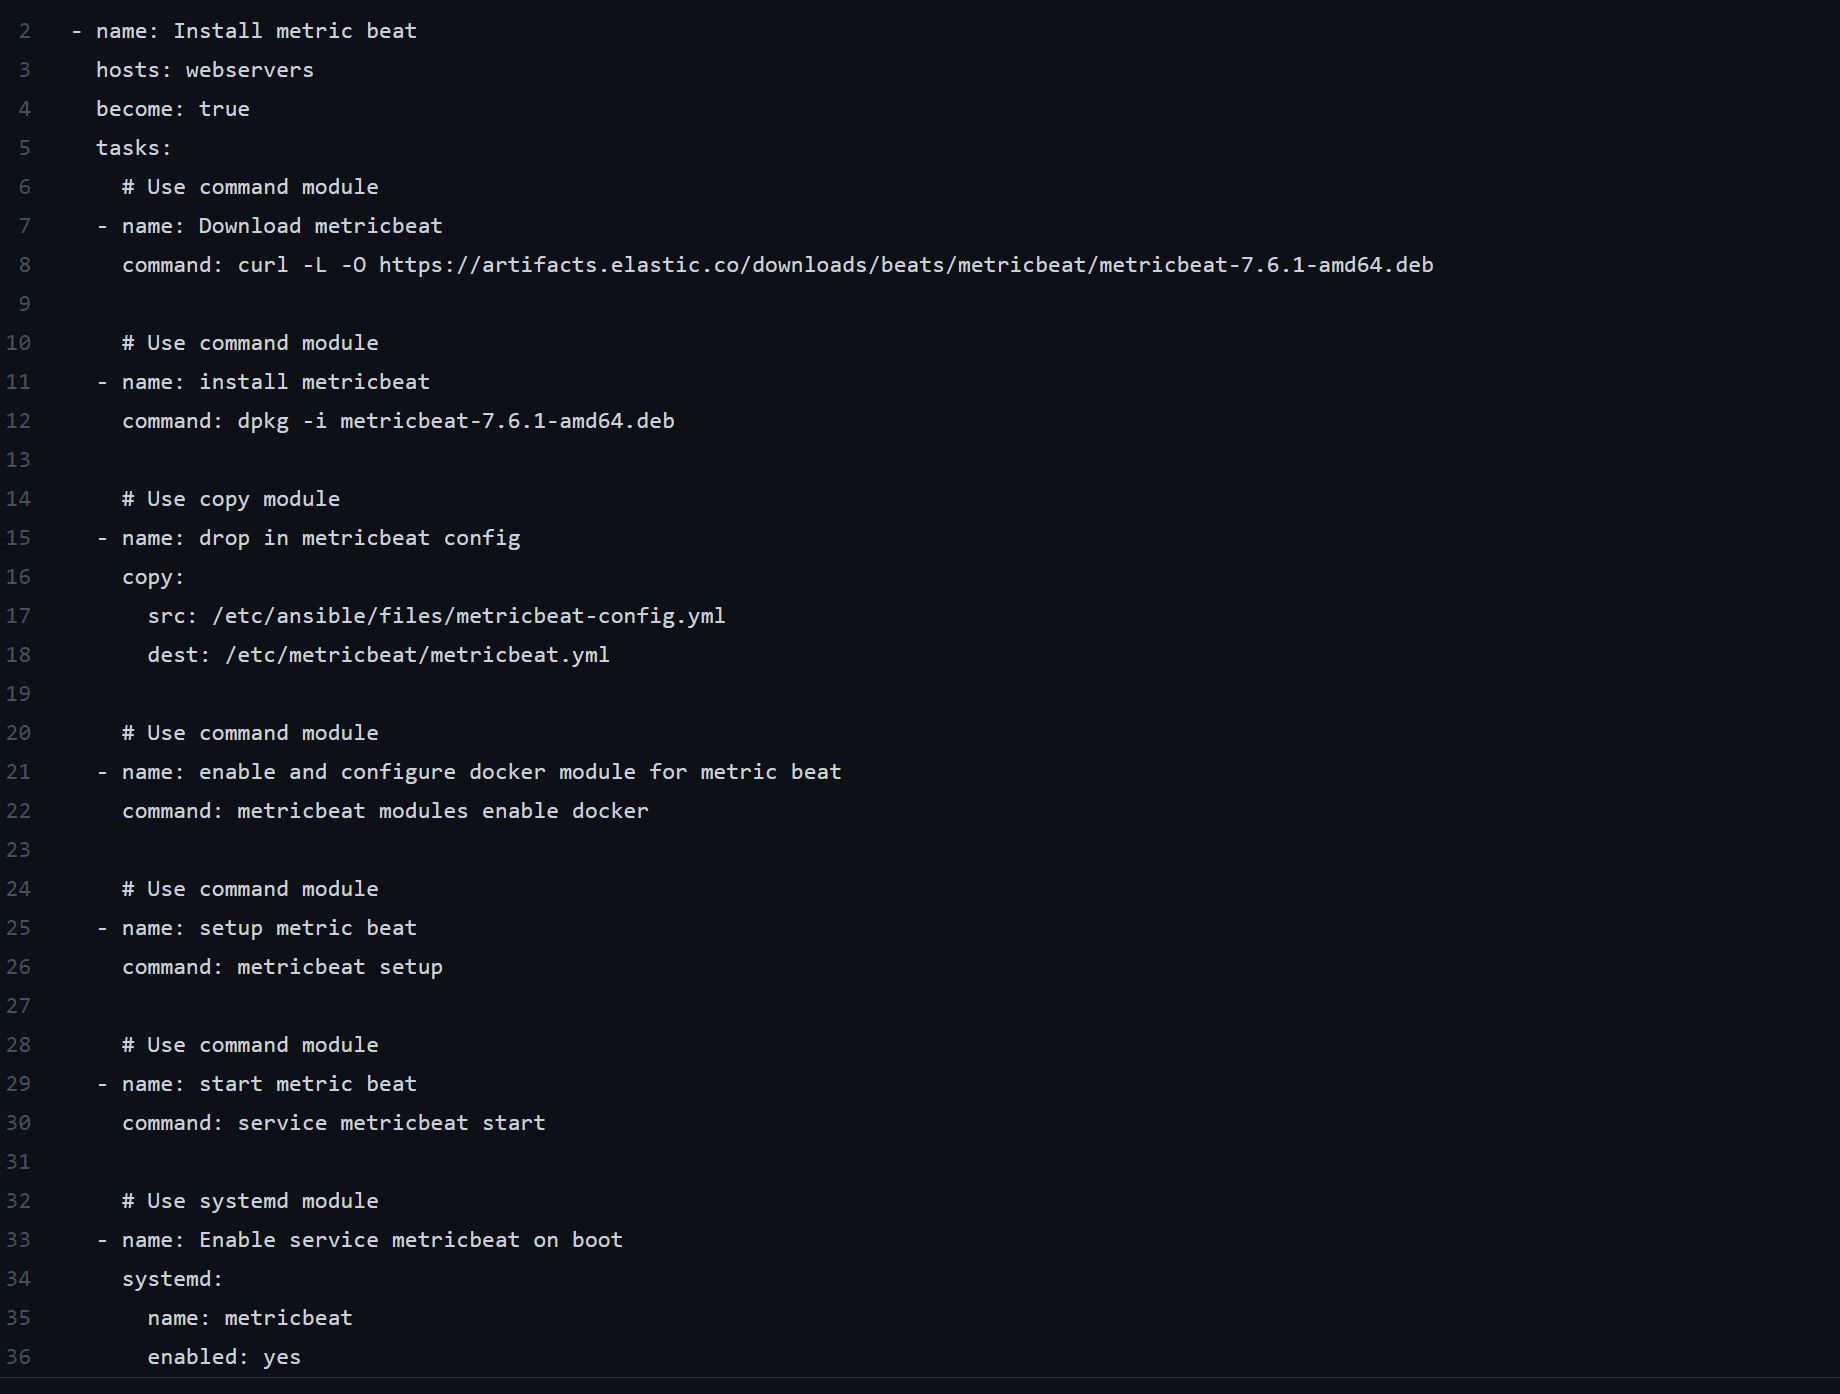 2 - name: Install metric beat
3 hosts: webservers
4 become: true
5 tasks:
6 # Use command module
7 - name: Download metricbeat
8 command: curl -L -O https://artifacts.elastic.co/downloads/beats/metricbeat/metricbeat-7.6.1-amd64.deb
9
10 # Use command module
11 - name: install metricbeat
12 command: dpkg -i metricbeat-7.6.1-amd64.deb
13
14 # Use copy module
15 - name: drop in metricbeat config
16 copy:
17 src: /etc/ansible/files/metricbeat-config.yml
18 dest: /etc/metricbeat/metricbeat.yml
19
20 # Use command module
21 - name: enable and configure docker module for metric beat
22 command: metricbeat modules enable docker
23
24 # Use command module
25 - name: setup metric beat
26 command: metricbeat setup
27
28 # Use command module
29 - name: start metric beat
30 command: service metricbeat start
31
32 # Use systemd module
33 - name: Enable service metricbeat on boot
34 systemd:
35 name: metricbeat
36 enabled: yes